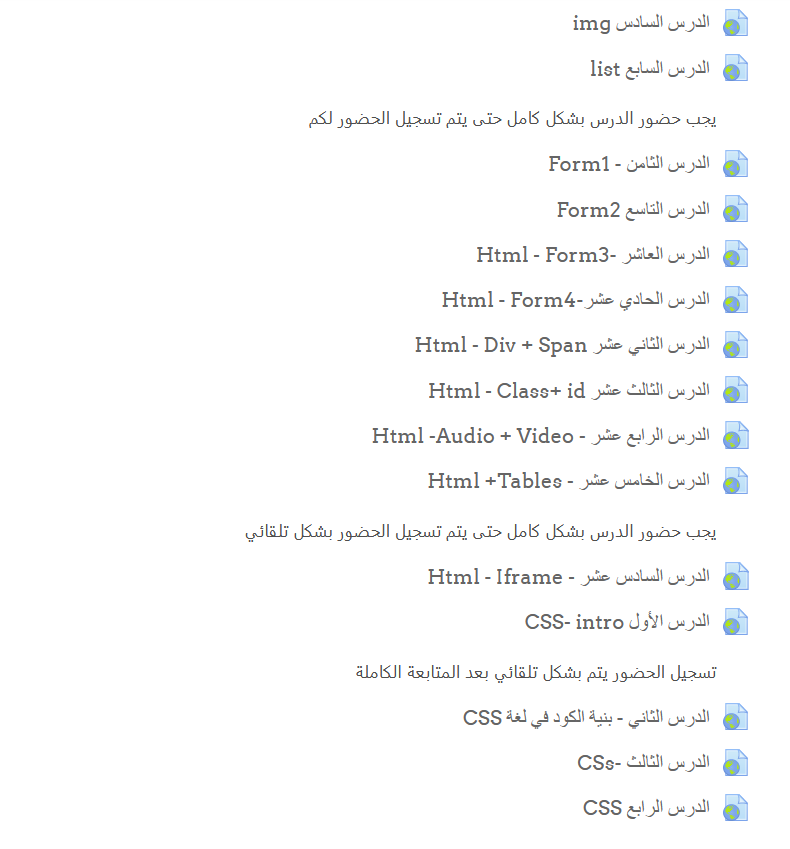 الدرس السادس img
الدرس السابع list
يجب حضور الدرس بشكل كامل حتى يتم تسجيل الحضور لكم
الدرس الثامن - Form1
الدرس التاسع Form2
الدرس العاشر -Html - Form3
الدرس الحادي عشر-Html - Form4
الدرس الثاني عشر Html - Div + Span
الدرس الثالث عشر Html - Class+ id
الدرس الرابع عشر - Html -Audio + Video
الدرس الخامس عشر - Html +Tables
يجب حضور الدرس بشكل كامل حتى يتم تسجيل الحضور بشكل تلقائي
الدرس السادس عشر - Html - Iframe
الدرس الأول CSS- intro
تسجيل الحضور يتم بشكل تلقائي بعد المتابعة الكاملة
الدرس الثاني - بنية الكود في لغة CSS
الدرس الثالث -CSs
الدرس الرابع CSS